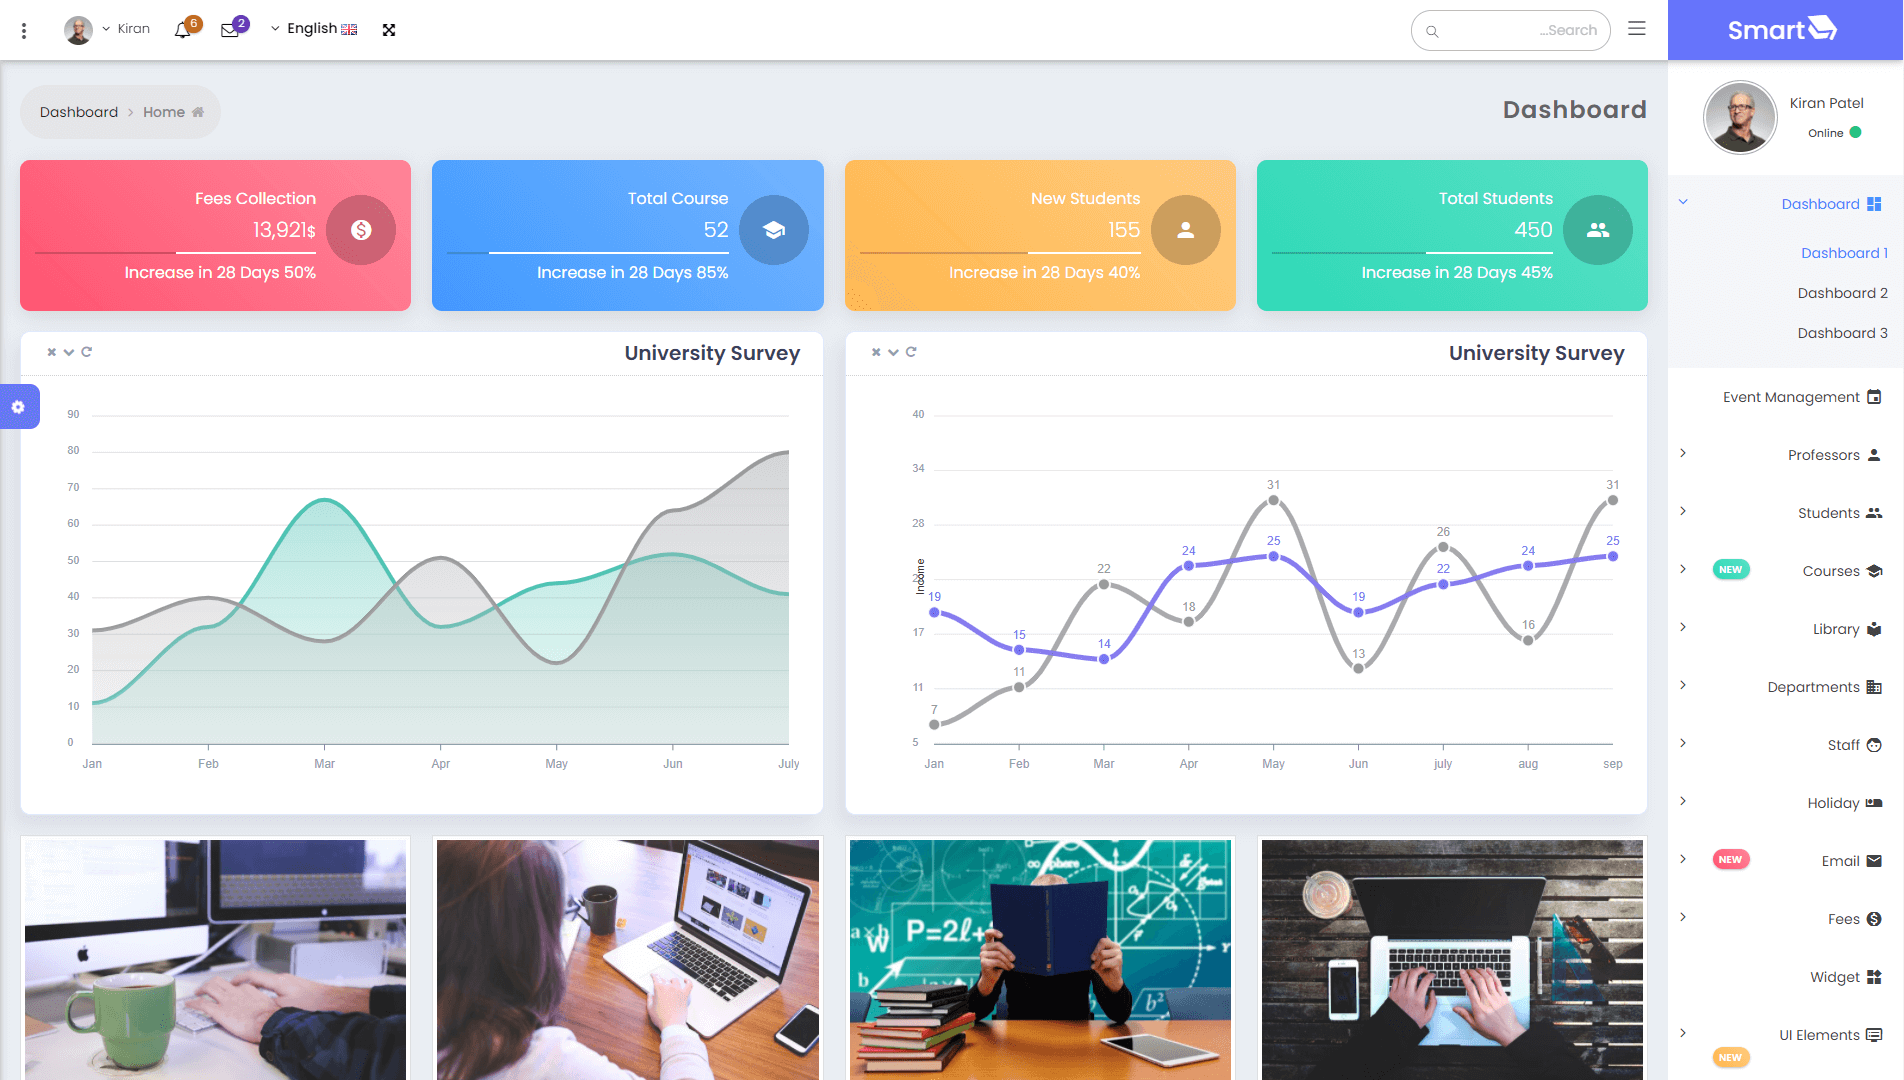 Kiran
6
2
English
...Search
Smart
Dashboard > Home
Dashboard
Kiran Patel
Online
Fees Collection
13,921$
Increase in 28 Days 50%
Total Course
52
Increase in 28 Days 85%
New Students
155
Increase in 28 Days 40%
Total Students
450
Increase in 28 Days 45%
University Survey
90
80
70
60
50
40
30
20
10
0
Jan Feb Mar Apr May Jun July
University Survey
40
34
28
17
11
5
Income
19 15 14 24 25 19 22 24 25
7 11 22 18 31 13 26 16 31
Jan Feb Mar Apr May Jun july aug sep
∞ sphere
P=2ℓ+
W
b
b²
Y
Dashboard
Dashboard 1
Dashboard 2
Dashboard 3
Event Management
Professors
Students
NEW Courses
Library
Departments
Staff
Holiday
NEW Email
Fees
Widget
UI Elements
NEW